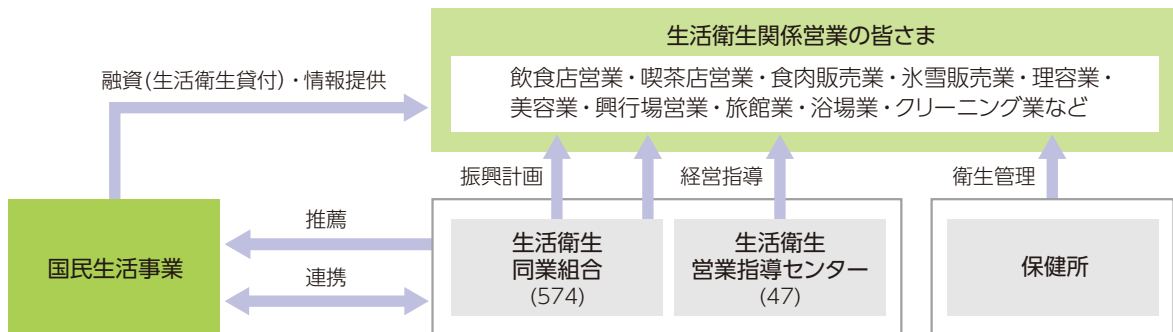 生活衛生関係営業の皆さま
融資(生活衛生貸付)・情報提供
飲食店営業・喫茶店営業・食肉販売業・氷雪販売業・理容業・
美容業・興行場営業・旅館業・浴場業・クリーニング業など
振興計画
経営指導
衛生管理
国民生活事業
推薦
連携
生活衛生
同業組合
(574)
生活衛生
営業指導センター
(47)
保健所